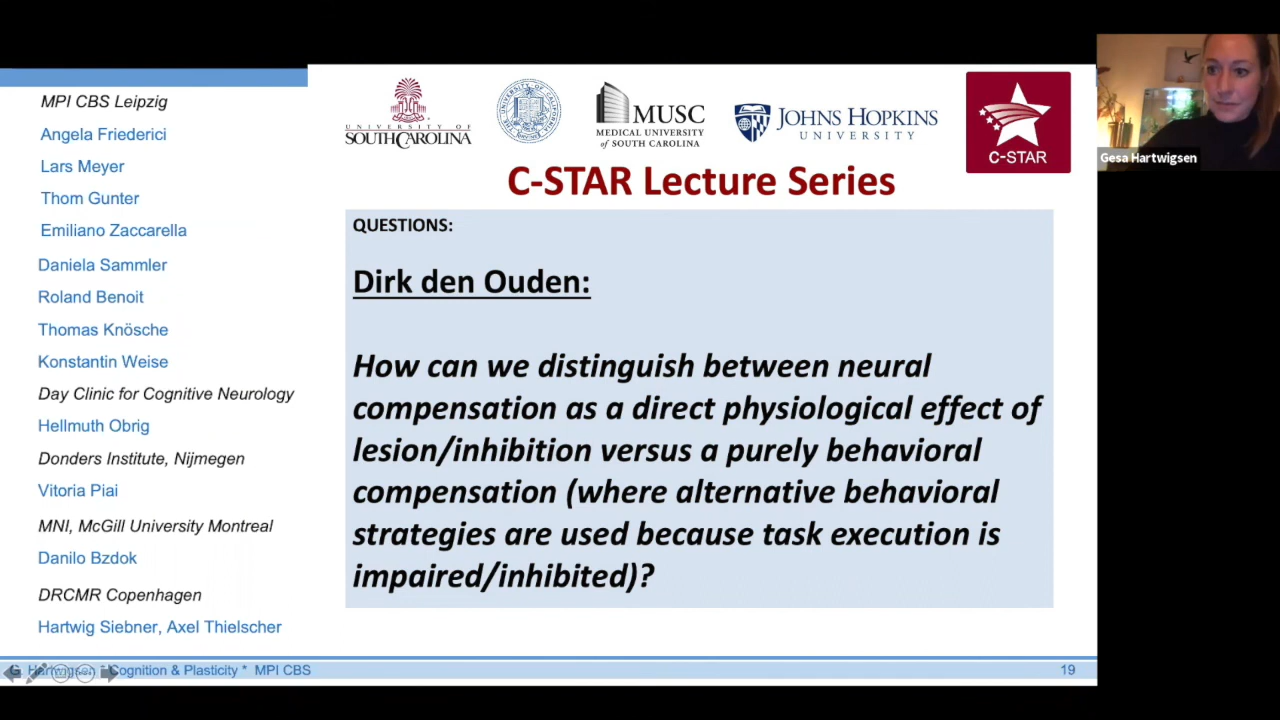 MPI CBS Leipzig
Angela Friederici
Lars Meyer
Thom Gunter
Emiliano Zaccarella
Daniela Sammler
Roland Benoit
Thomas Knösche
Konstantin Weise
Day Clinic for Cognitive Neurology
Hellmuth Obrig
Donders Institute, Nijmegen
Vitoria Piai
MNI, McGill University Montreal
Danilo Bzdok
DRCMR Copenhagen
Hartwig Siebner, Axel Thielscher
UNIVERSITY OF
SOUTH CAROLINA
MUSC
MEDICAL UNIVERSITY
of SOUTH CAROLINA
JOHNS HOPKINS
UNIVERSITY
C-STAR
C-STAR Lecture Series
QUESTIONS:
Dirk den Ouden:
How can we distinguish between neural
compensation as a direct physiological effect of
lesion/inhibition versus a purely behavioral
compensation (where alternative behavioral
strategies are used because task execution is
impaired/inhibited)?
Gesa Hartwigsen
G. Hartwigsen * Cognition & Plasticity * MPI CBS
19